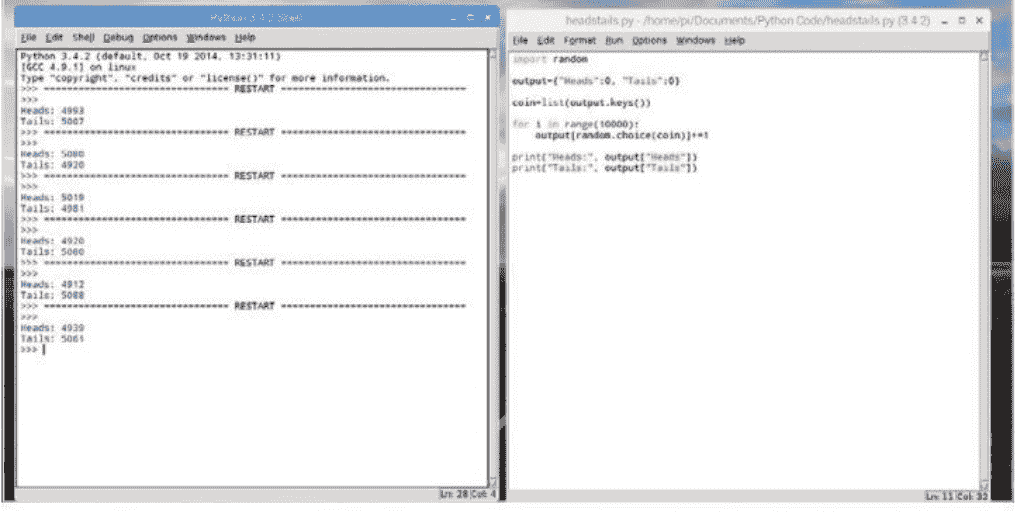 Python 3.4.2 Shell
File Edit Shell Debug Options Windows Help
Python 3.4.2 (default, Oct 19 2014, 13:31:11)
[GCC 4.9.1] on linux
Type "copyright", "credits" or "license()" for more information.
>>> ================================ RESTART ================================
>>>
Heads: 4993
Tails: 5007
>>> ================================ RESTART ================================
>>>
Heads: 5080
Tails: 4920
>>> ================================ RESTART ================================
>>>
Heads: 5019
Tails: 4981
>>> ================================ RESTART ================================
>>>
Heads: 4920
Tails: 5080
>>> ================================ RESTART ================================
>>>
Heads: 4912
Tails: 5088
>>> ================================ RESTART ================================
>>>
Heads: 4939
Tails: 5061
>>>
Ln: 28 Col: 4
headstails.py - /home/pi/Documents/Python Code/headstails.py (3.4.2)
File Edit Format Run Options Windows Help
import random
output={"Heads":0, "Tails":0}
coin=list(output.keys())
for i in range(10000):
    output[random.choice(coin)]+=1
print("Heads:", output["Heads"])
print("Tails:", output["Tails"])
Ln: 11 Col: 32